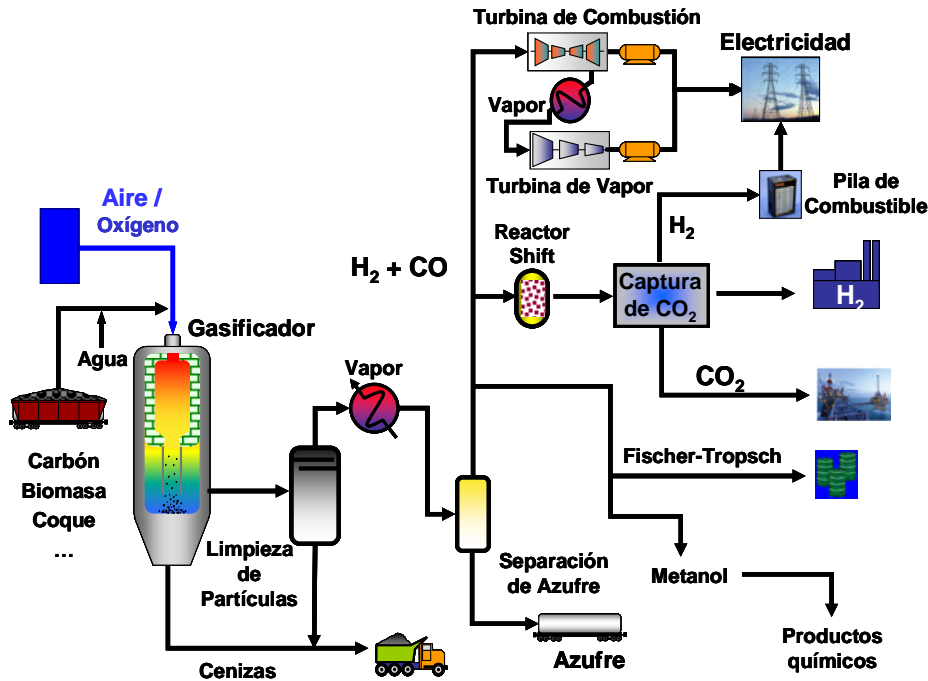 Turbina de Combustión
Electricidad
Vapor
Turbina de Vapor
Pila de
Combustible
Aire /
Oxígeno
H₂
Reactor
Shift
H₂ + CO
Captura
de CO₂
H₂
Gasificador
Agua
Vapor
CO₂
Carbón
Biomasa
Coque
...
Fischer-Tropsch
Limpieza
de
Partículas
Separación
de Azufre
Metanol
Azufre
Cenizas
Productos
químicos